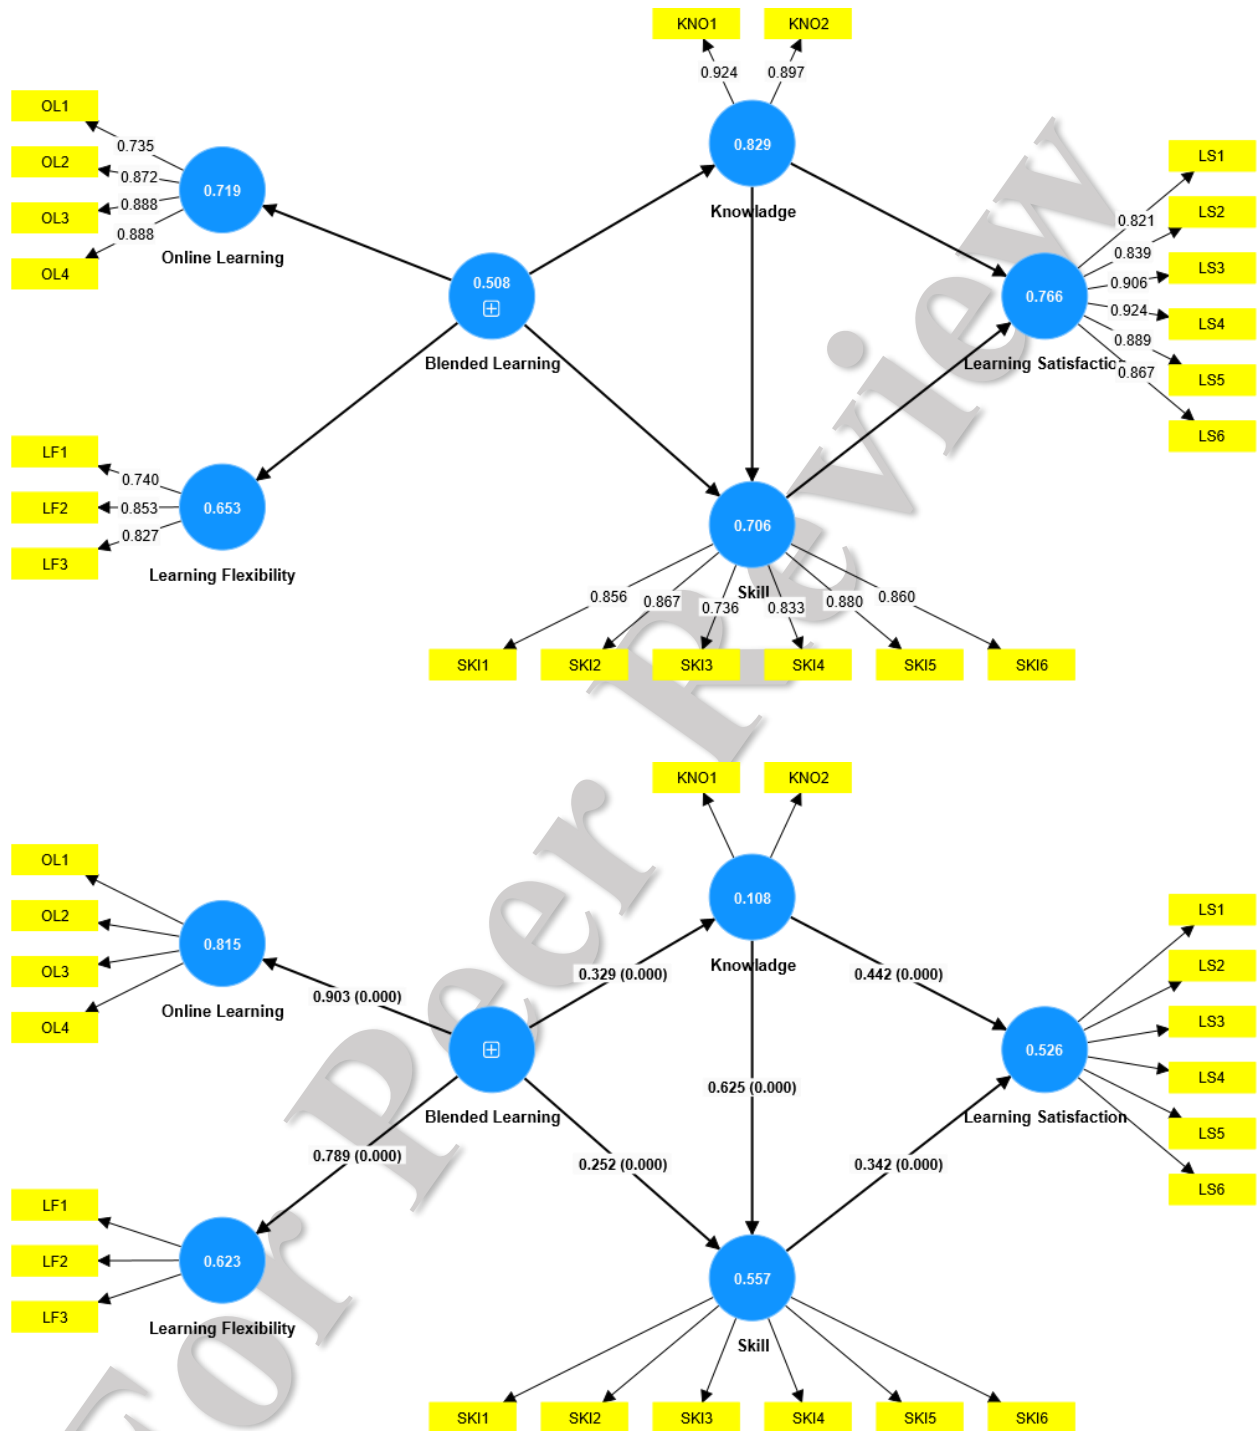 KNO1 KNO2
0.924 0.897
OL1
OL2
OL3
OL4
0.735
0.872
0.888
0.888
0.719
Online Learning
0.829
Knowladge
0.508
Blended Learning
LS1
LS2
LS3
LS4
LS5
LS6
0.821
0.839
0.906
0.924
0.889
0.867
0.766
Learning Satisfaction
LF1
LF2
LF3
0.740
0.853
0.827
0.653
Learning Flexibility
0.706
Skill
0.856 0.867 0.736 0.833 0.880 0.860
SKI1 SKI2 SKI3 SKI4 SKI5 SKI6
KNO1 KNO2
OL1
OL2
OL3
OL4
0.815
Online Learning
0.108
Knowladge
0.903 (0.000)
0.329 (0.000)
0.442 (0.000)
Blended Learning
0.625 (0.000)
LS1
LS2
LS3
LS4
LS5
LS6
0.526
Learning Satisfaction
0.789 (0.000)
0.252 (0.000)
0.342 (0.000)
LF1
LF2
LF3
0.623
Learning Flexibility
0.557
Skill
SKI1 SKI2 SKI3 SKI4 SKI5 SKI6
For Peer Review